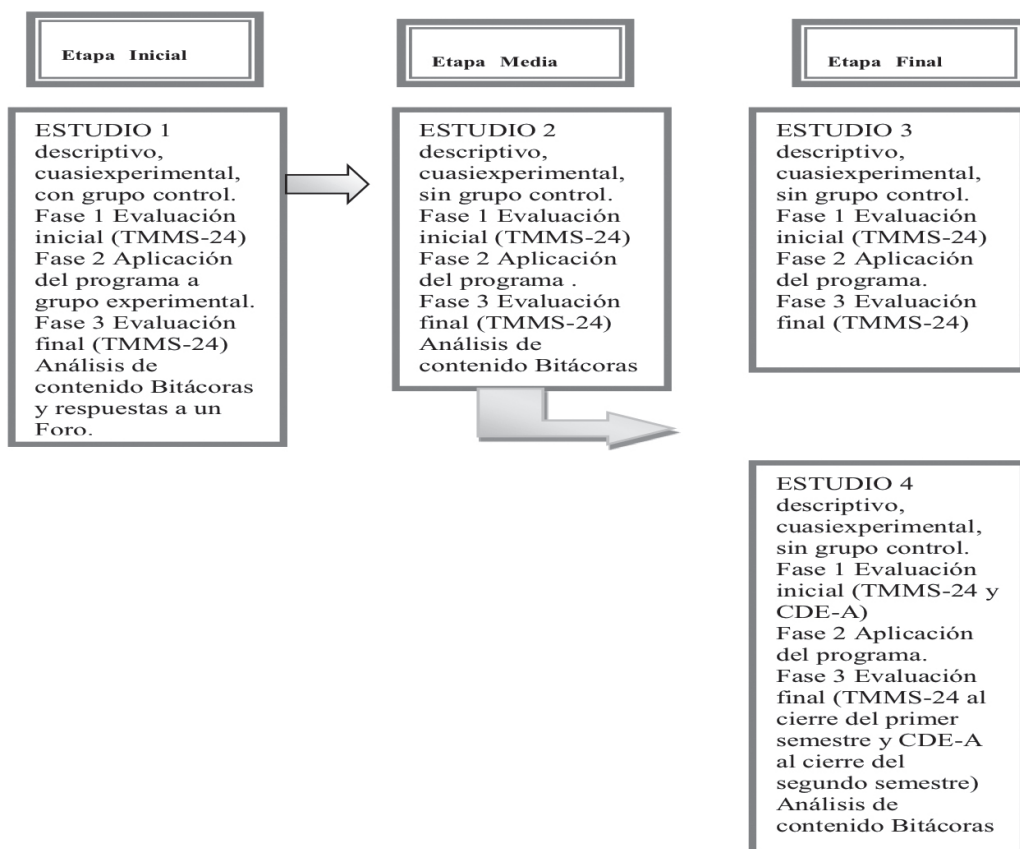 Etapa Inicial
ESTUDIO 1
descriptivo,
cuasiexperimental,
con grupo control.
Fase 1 Evaluación
inicial (TMMS-24)
Fase 2 Aplicación
del programa a
grupo experimental.
Fase 3 Evaluación
final (TMMS-24)
Análisis de
contenido Bitácoras
y respuestas a un
Foro.
Etapa Media
ESTUDIO 2
descriptivo,
cuasiexperimental,
sin grupo control.
Fase 1 Evaluación
inicial (TMMS-24)
Fase 2 Aplicación
del programa .
Fase 3 Evaluación
final (TMMS-24)
Análisis de
contenido Bitácoras
Etapa Final
ESTUDIO 3
descriptivo,
cuasiexperimental,
sin grupo control.
Fase 1 Evaluación
inicial (TMMS-24)
Fase 2 Aplicación
del programa.
Fase 3 Evaluación
final (TMMS-24)
ESTUDIO 4
descriptivo,
cuasiexperimental,
sin grupo control.
Fase 1 Evaluación
inicial (TMMS-24 y
CDE-A)
Fase 2 Aplicación
del programa.
Fase 3 Evaluación
final (TMMS-24 al
cierre del primer
semestre y CDE-A
al cierre del
segundo semestre)
Análisis de
contenido Bitácoras